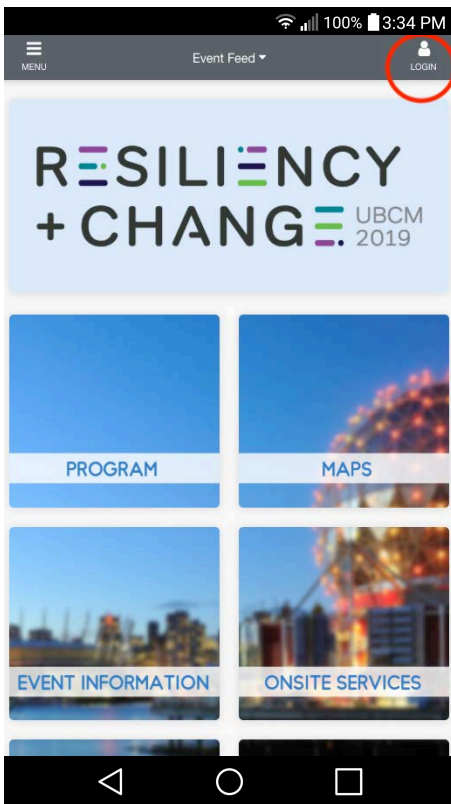 100% 3:34 PM
MENU
Event Feed
LOGIN
RESILIENCY
+ CHANGE UBCM
2019
PROGRAM
MAPS
EVENT INFORMATION
ONSITE SERVICES